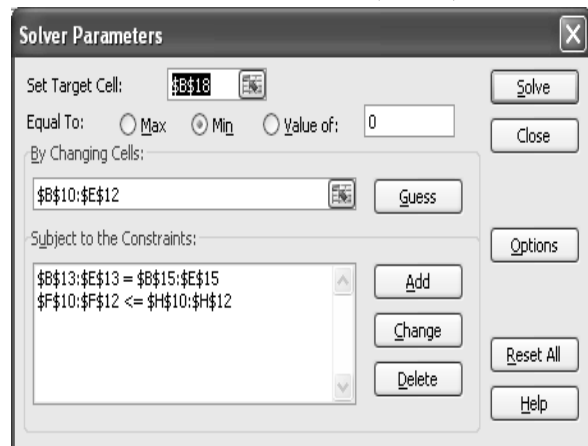 Solver Parameters
Set Target Cell: $B$18 Solve
Equal To: Max Min Value of: 0 Close
By Changing Cells:
$B$10:$E$12 Guess
Subject to the Constraints: Options
$B$13:$E$13 = $B$15:$E$15 Add
$F$10:$F$12 <= $H$10:$H$12
Change
Reset All
Delete
Help